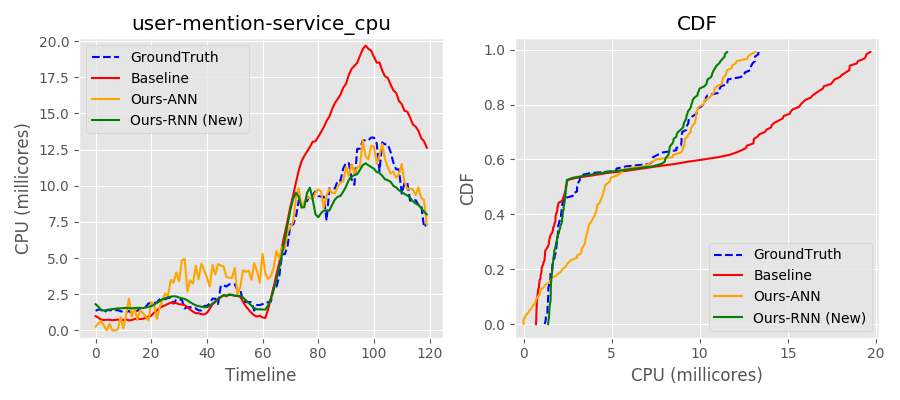 user-mention-service_cpu
20.0
17.5
15.0
12.5
10.0
7.5
5.0
2.5
0.0
CPU (millicores)
GroundTruth
Baseline
Ours-ANN
Ours-RNN (New)
0 20 40 60 80 100 120
Timeline
CDF
1.0
0.8
0.6
0.4
0.2
0.0
CDF
GroundTruth
Baseline
Ours-ANN
Ours-RNN (New)
0 5 10 15 20
CPU (millicores)